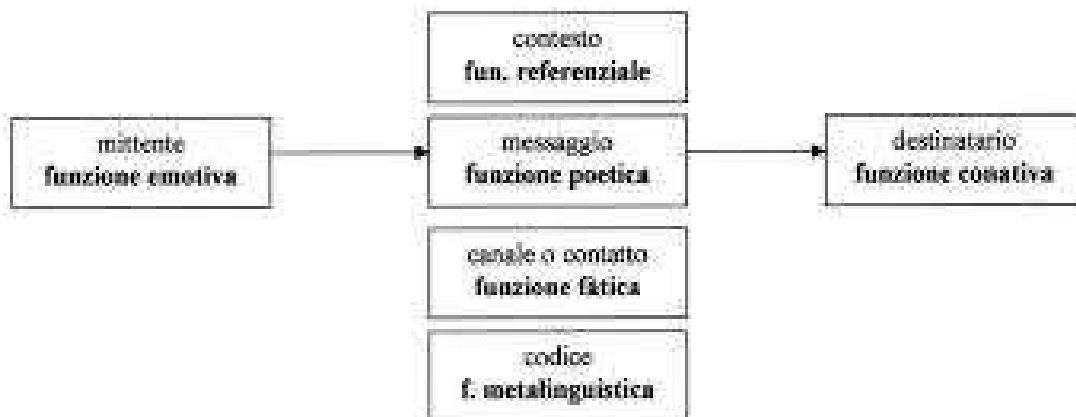 contesto
fun. referenziale
mittente
funzione emotiva
messaggio
funzione poetica
destinatario
funzione conativa
canale o contatto
funzione fàtica
codice
f. metalinguistica